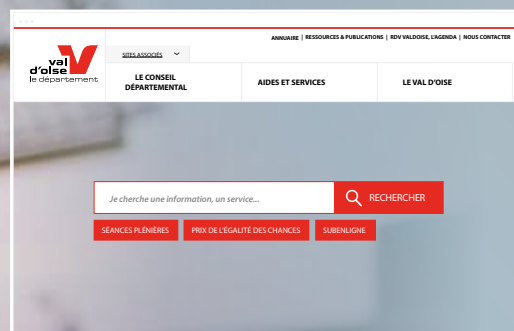 ANNUAIRE | RESSOURCES & PUBLICATIONS | RDV VALDOISE, L'AGENDA | NOUS CONTACTER
SITES ASSOCIÉS
val
d'oise
le département
LE CONSEIL
DÉPARTEMENTAL
AIDES ET SERVICES
LE VAL D'OISE
Je cherche une information, un service...
RECHERCHER
SÉANCES PLÉNIÈRES
PRIX DE L'ÉGALITÉ DES CHANCES
SUBENLIGNE